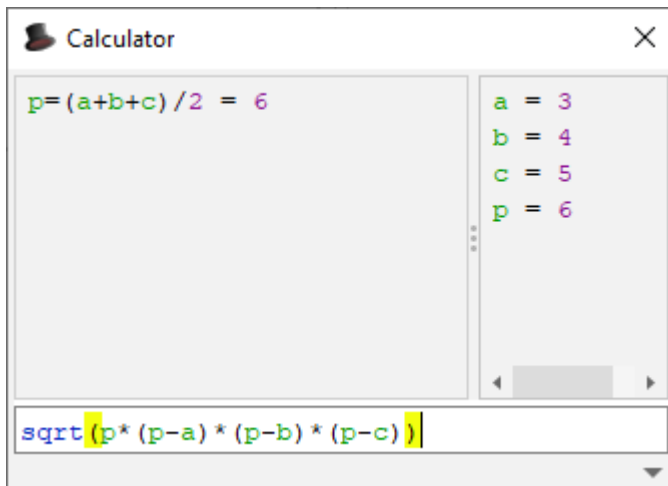 Calculator
p=(a+b+c)/2 = 6
a = 3
b = 4
c = 5
p = 6
sqrt(p*(p-a)*(p-b)*(p-c))